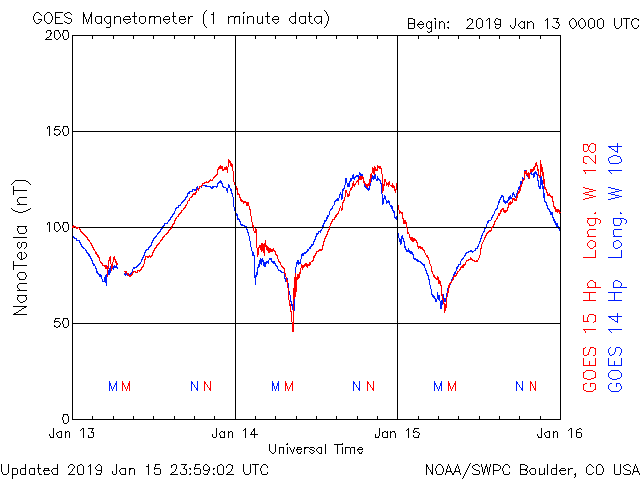 GOES Magnetometer (1 minute data)
Begin: 2019 Jan 13 0000 UTC
200
150
100
50
0
NanoTesla (nT)
M M N N M M N N M M N N
Jan 13 Jan 14 Jan 15 Jan 16
Universal Time
GOES 15 Hp Long. W 128
GOES 14 Hp Long. W 104
Updated 2019 Jan 15 23:59:02 UTC
NOAA/SWPC Boulder, CO USA